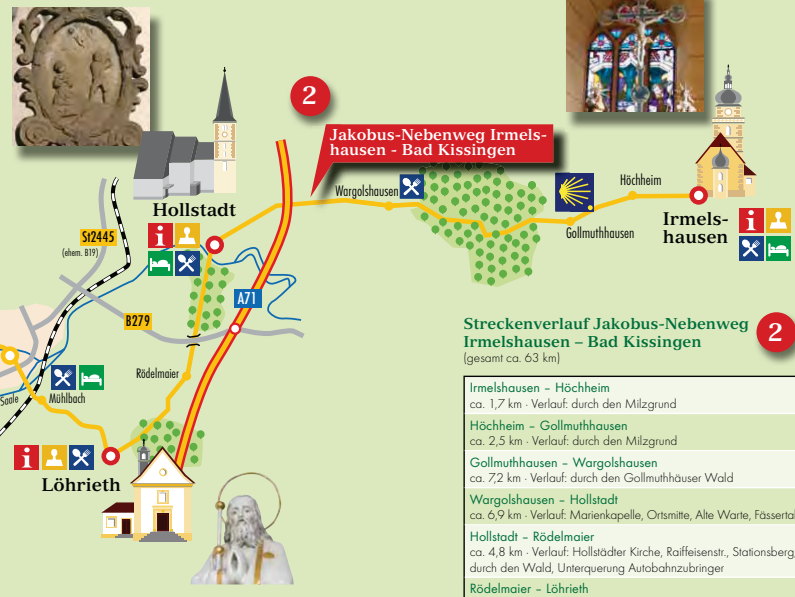 2
Jakobus-Nebenweg Irmels-
hausen - Bad Kissingen
Wargolshausen
Höchheim
Gollmuthhausen
Irmels-
hausen
i
Hollstadt
i
St2445
(ehem. B19)
A71
B279
Rödelmaier
Saale
Mühlbach
i
Löhrieth
Streckenverlauf Jakobus-Nebenweg
Irmelshausen – Bad Kissingen
2
(gesamt ca. 63 km)
Irmelshausen – Höchheim
ca. 1,7 km · Verlauf: durch den Milzgrund
Höchheim – Gollmuthhausen
ca. 2,5 km · Verlauf: durch den Milzgrund
Gollmuthhausen – Wargolshausen
ca. 7,2 km · Verlauf: durch den Gollmuthhäuser Wald
Wargolshausen – Hollstadt
ca. 6,9 km · Verlauf: Marienkapelle, Ortsmitte, Alte Warte, Fässertal
Hollstadt – Rödelmaier
ca. 4,8 km · Verlauf: Hollstädter Kirche, Raiffeisenstr., Stationsberg,
durch den Wald, Unterquerung Autobahnzubringer
Rödelmaier – Löhrieth